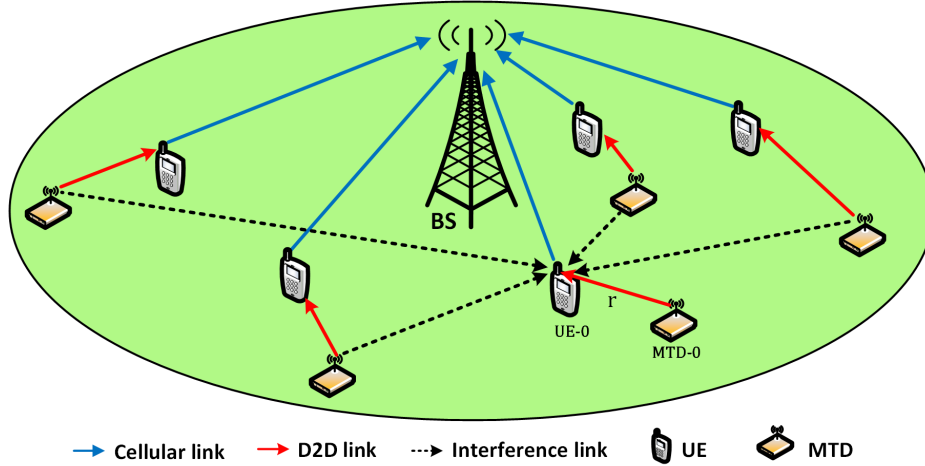 BS
r
UE-0
MTD-0
Cellular link
D2D link
Interference link
UE
MTD